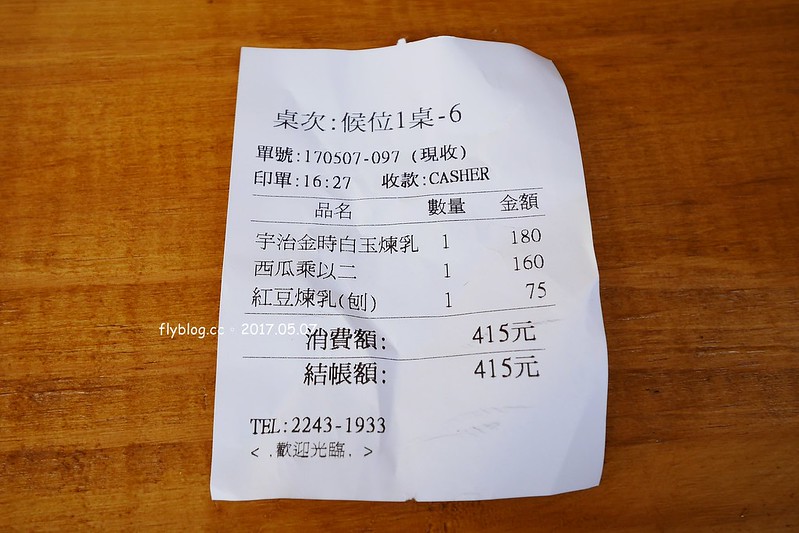 桌次:候位1桌-6
單號:170507-097 (現收)
印單:16:27 收款:CASHER
品名 數量 金額
宇治金時白玉煉乳 1 180
西瓜乘以二 1 160
紅豆煉乳(刨) 1 75
flyblog.cc · 2017.05.07
消費額: 415元
結帳額: 415元
TEL:2243-1933
< .歡迎光臨. >